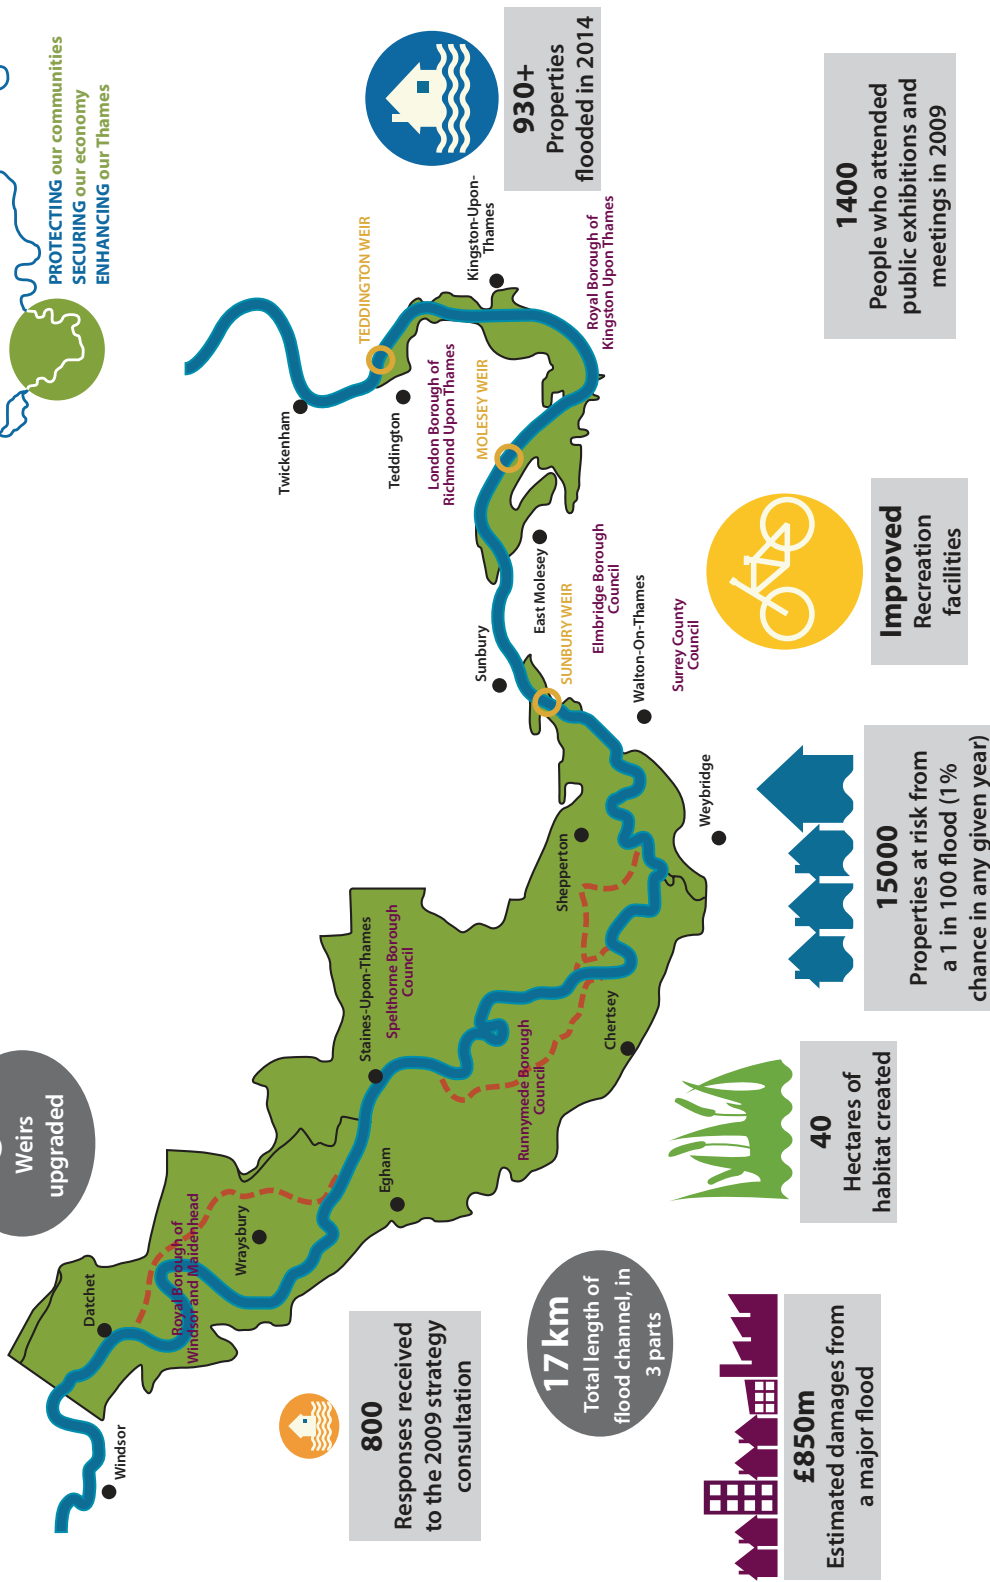 PROTECTING our communities
SECURING our economy
ENHANCING our Thames
Weirs
upgraded
930+
Properties
flooded in 2014
TEDDINGTON WEIR
Kingston-Upon-
Thames
Royal Borough of
Kingston Upon Thames
Twickenham
Teddington
London Borough of
Richmond Upon Thames
MOLESEY WEIR
East Molesey
Elmbridge Borough
Council
Sunbury
SUNBURY WEIR
Walton-On-Thames
Surrey County
Council
Weybridge
Shepperton
Staines-Upon-Thames
Spelthorne Borough
Council
Chertsey
Runnymede Borough
Council
Egham
Wraysbury
Royal Borough of
Windsor and Maidenhead
Datchet
Windsor
800
Responses received
to the 2009 strategy
consultation
17 km
Total length of
flood channel, in
3 parts
£850m
Estimated damages from
a major flood
40
Hectares of
habitat created
15000
Properties at risk from
a 1 in 100 flood (1%
chance in any given year)
Improved
Recreation
facilities
1400
People who attended
public exhibitions and
meetings in 2009